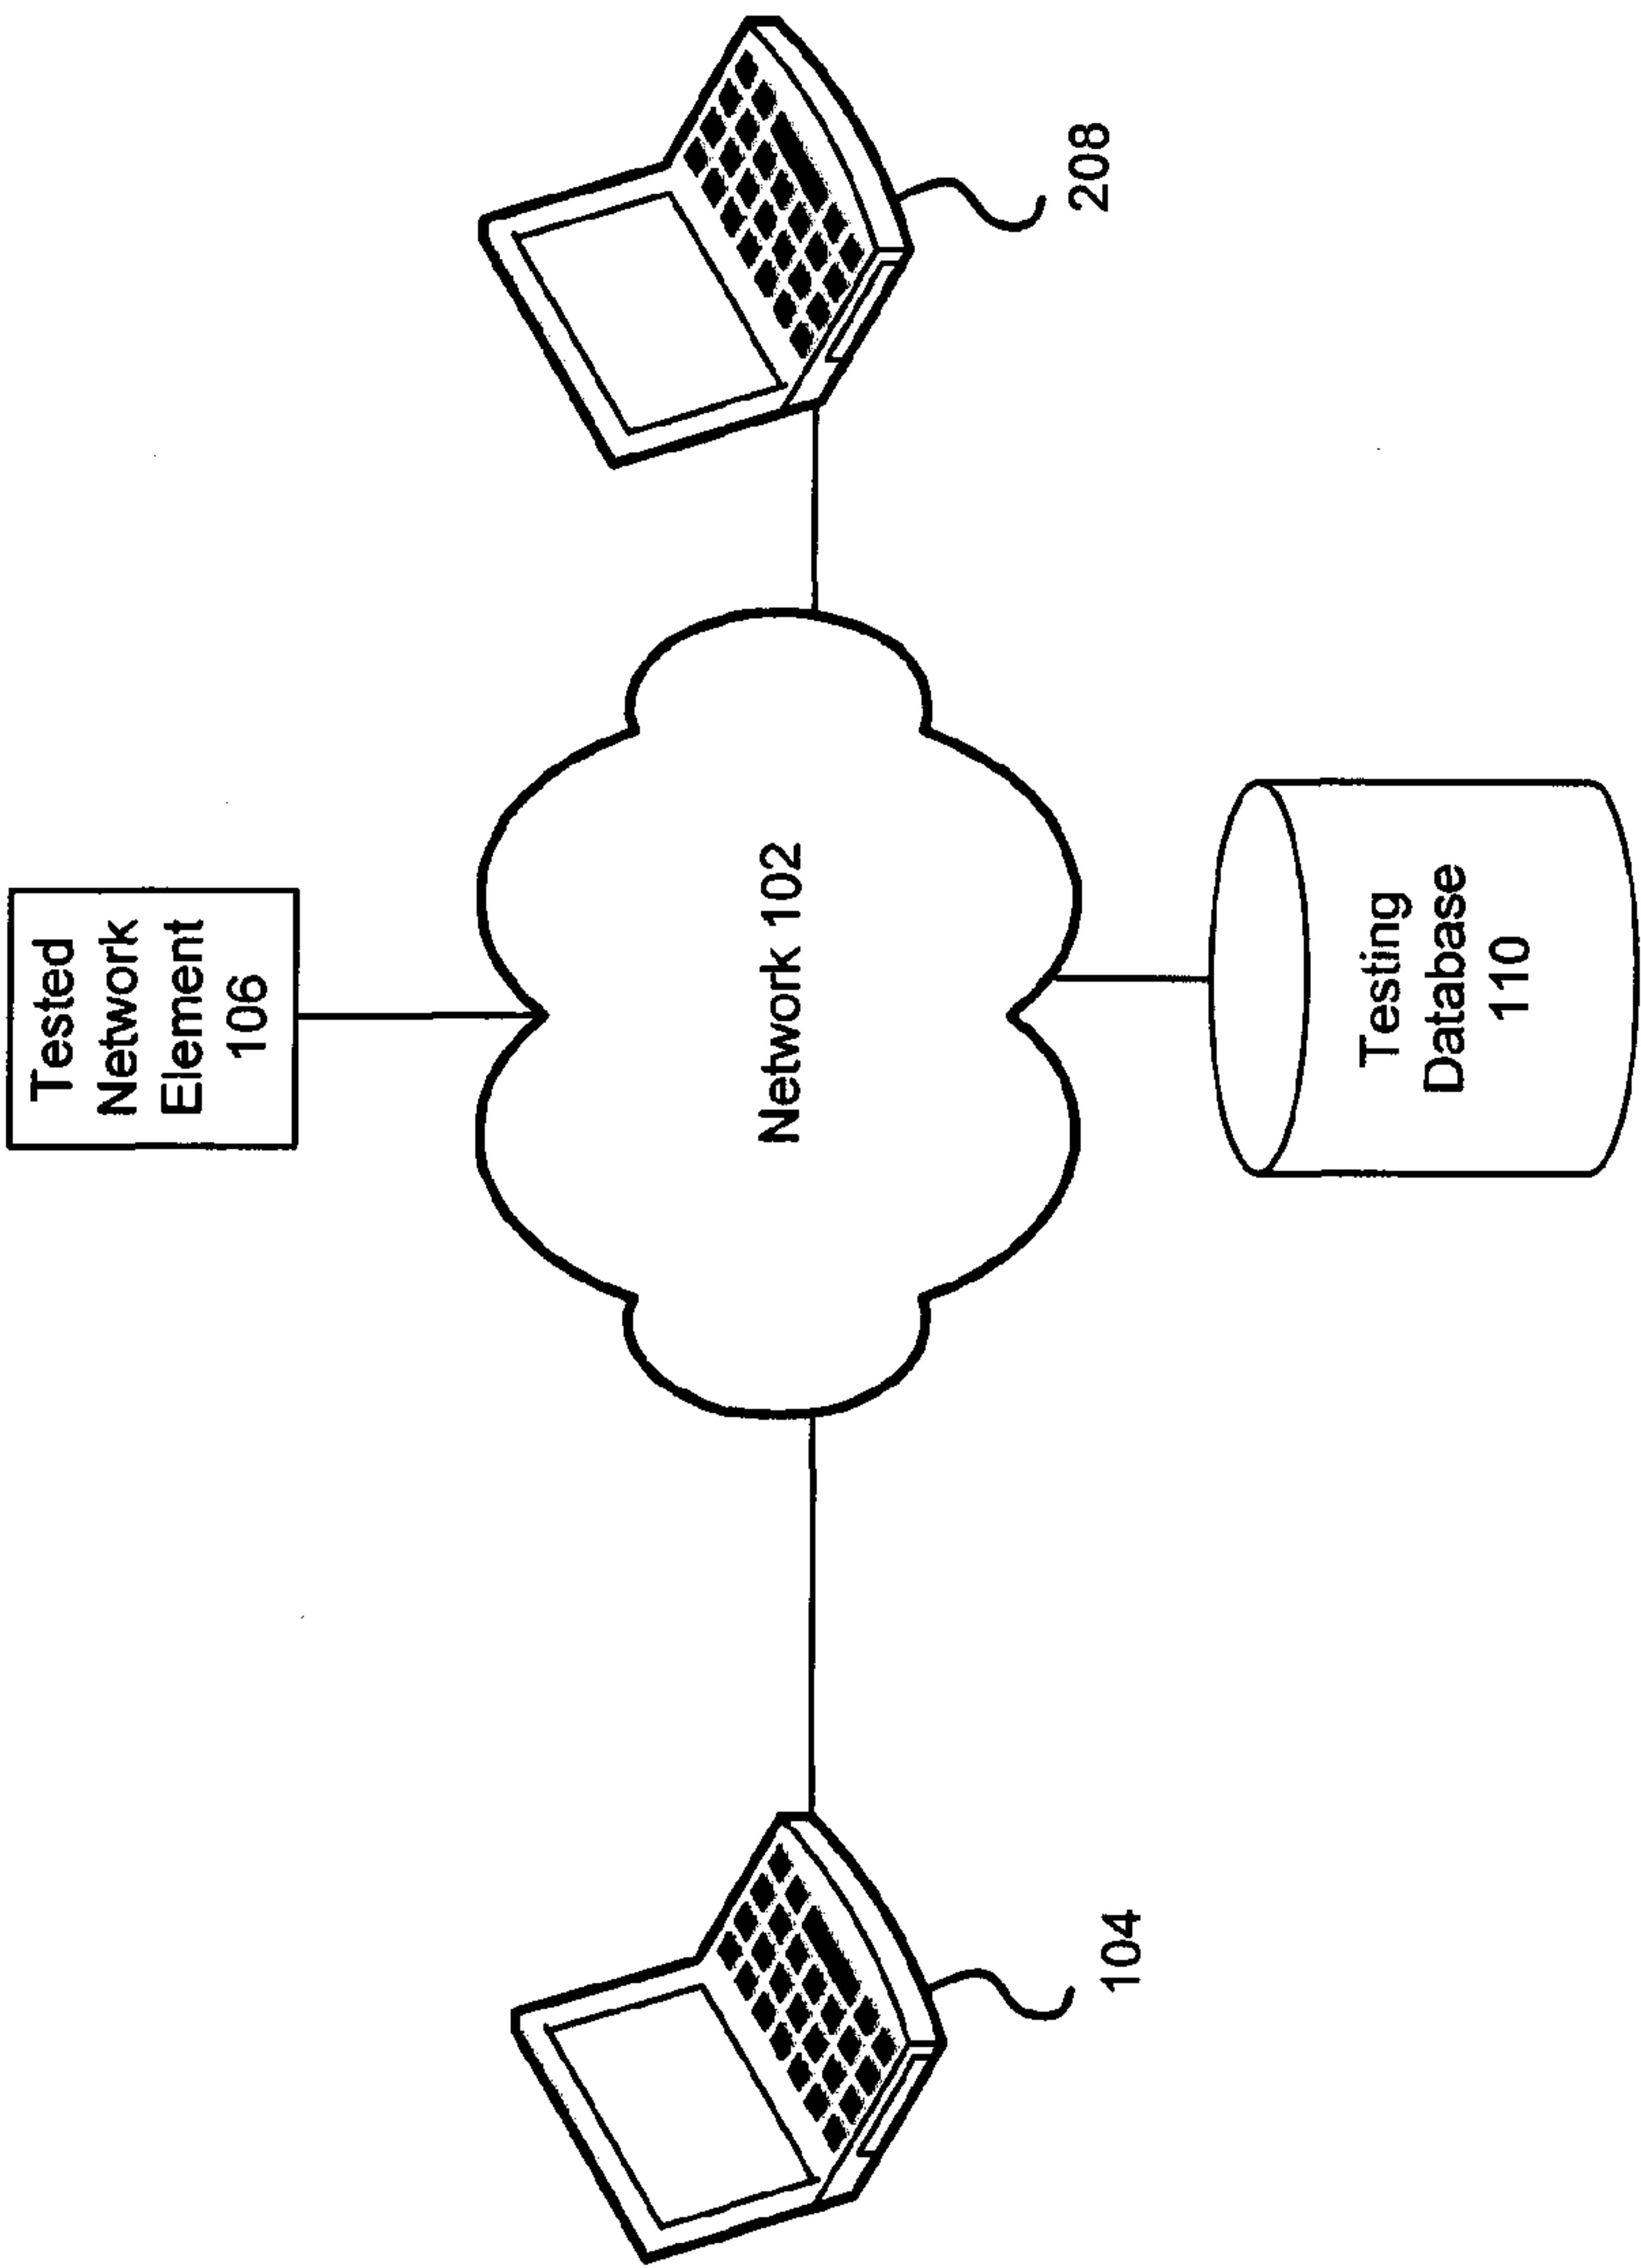 Tested
Network
Element
106
Network 102
104
208
Testing
Database
110